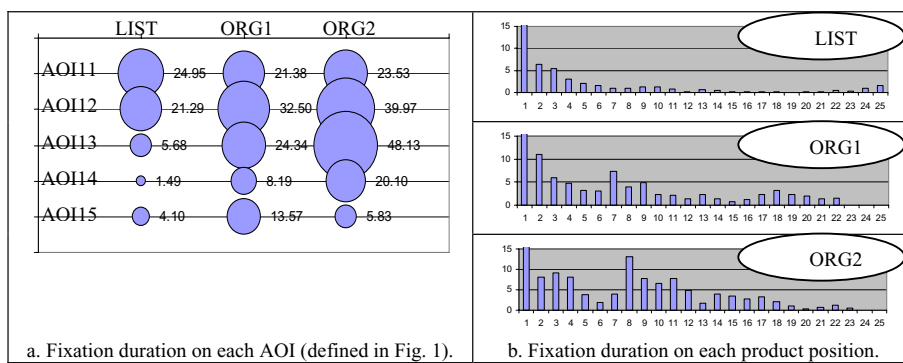 LIST ORG1 ORG2
AOI11 24.95 21.38 23.53
AOI12 21.29 32.50 39.97
AOI13 5.68 24.34 48.13
AOI14 1.49 8.19 20.10
AOI15 4.10 13.57 5.83
a. Fixation duration on each AOI (defined in Fig. 1).
LIST
15
10
5
0
1 2 3 4 5 6 7 8 9 10 11 12 13 14 15 16 17 18 19 20 21 22 23 24 25
ORG1
15
10
5
0
1 2 3 4 5 6 7 8 9 10 11 12 13 14 15 16 17 18 19 20 21 22 23 24 25
ORG2
15
10
5
0
1 2 3 4 5 6 7 8 9 10 11 12 13 14 15 16 17 18 19 20 21 22 23 24 25
b. Fixation duration on each product position.